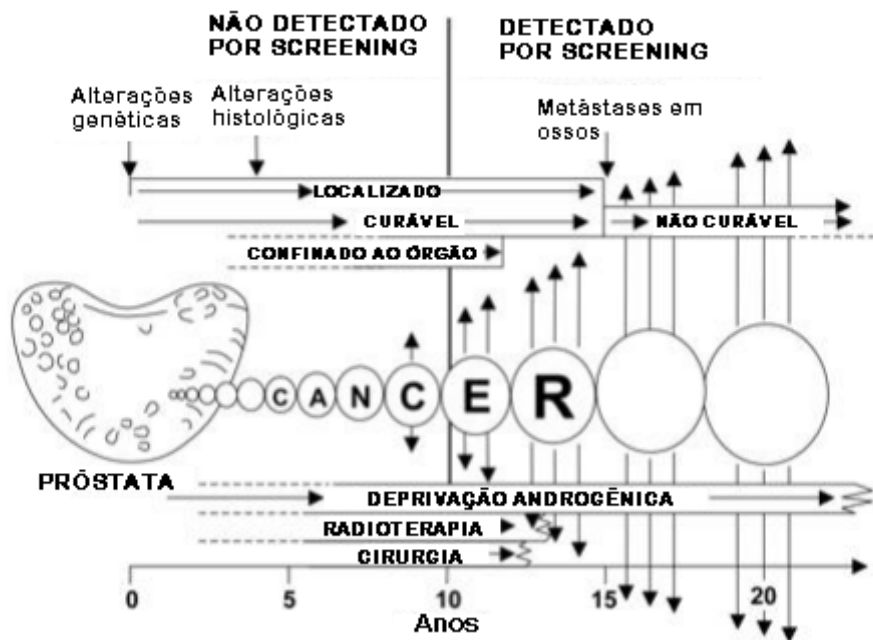 NÃO DETECTADO
POR SCREENING
DETECTADO
POR SCREENING
Alterações
genéticas
Alterações
histológicas
Metástases em
ossos
LOCALIZADO
CURÁVEL
NÃO CURÁVEL
CONFINADO AO ÓRGÃO
C A N C E R
PRÓSTATA
DEPRIVAÇÃO ANDROGÊNICA
RADIOTERAPIA
CIRURGIA
0 5 10 15 20
Anos